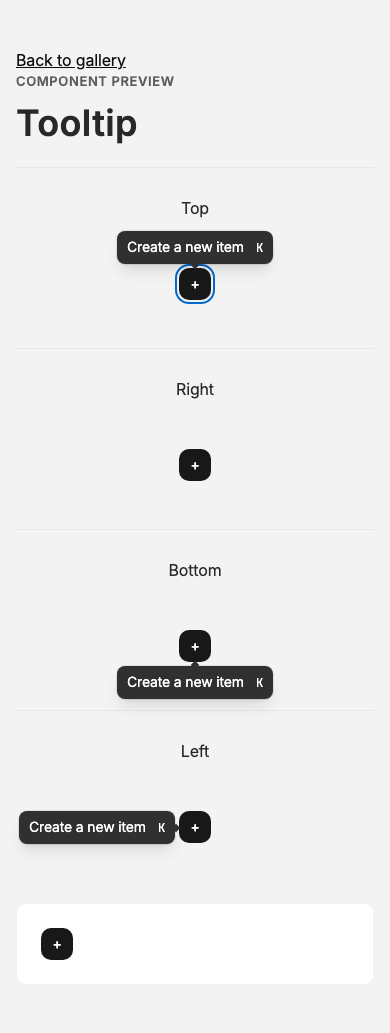 Back to gallery
COMPONENT PREVIEW
Tooltip
Top
Create a new item K
+
Right
+
Bottom
+
Create a new item K
Left
Create a new item K +
+